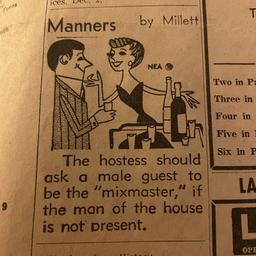 ices, Dec. 2,
Manners by Millett
NEA
The hostess should
ask a male guest to
be the "mixmaster," if
the man of the house
is not present.
9
Two in Pa
Three in
Four in
Five in
Six in P
LA
OPE